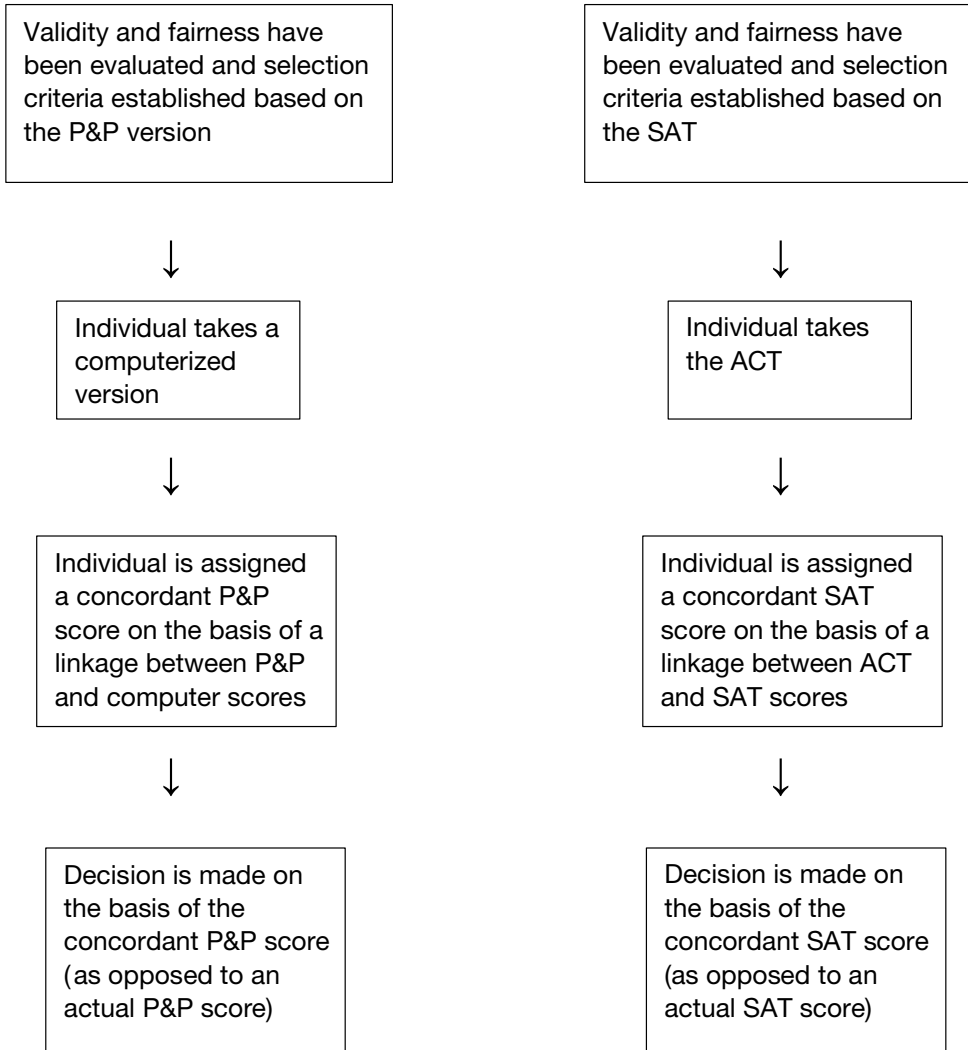 Validity and fairness have
been evaluated and selection
criteria established based on
the P&P version
↓
Individual takes a
computerized
version
↓
Individual is assigned
a concordant P&P
score on the basis of a
linkage between P&P
and computer scores
↓
Decision is made on
the basis of the
concordant P&P score
(as opposed to an
actual P&P score)
Validity and fairness have
been evaluated and selection
criteria established based on
the SAT
↓
Individual takes
the ACT
↓
Individual is assigned
a concordant SAT
score on the basis of a
linkage between ACT
and SAT scores
↓
Decision is made on
the basis of the
concordant SAT score
(as opposed to an
actual SAT score)